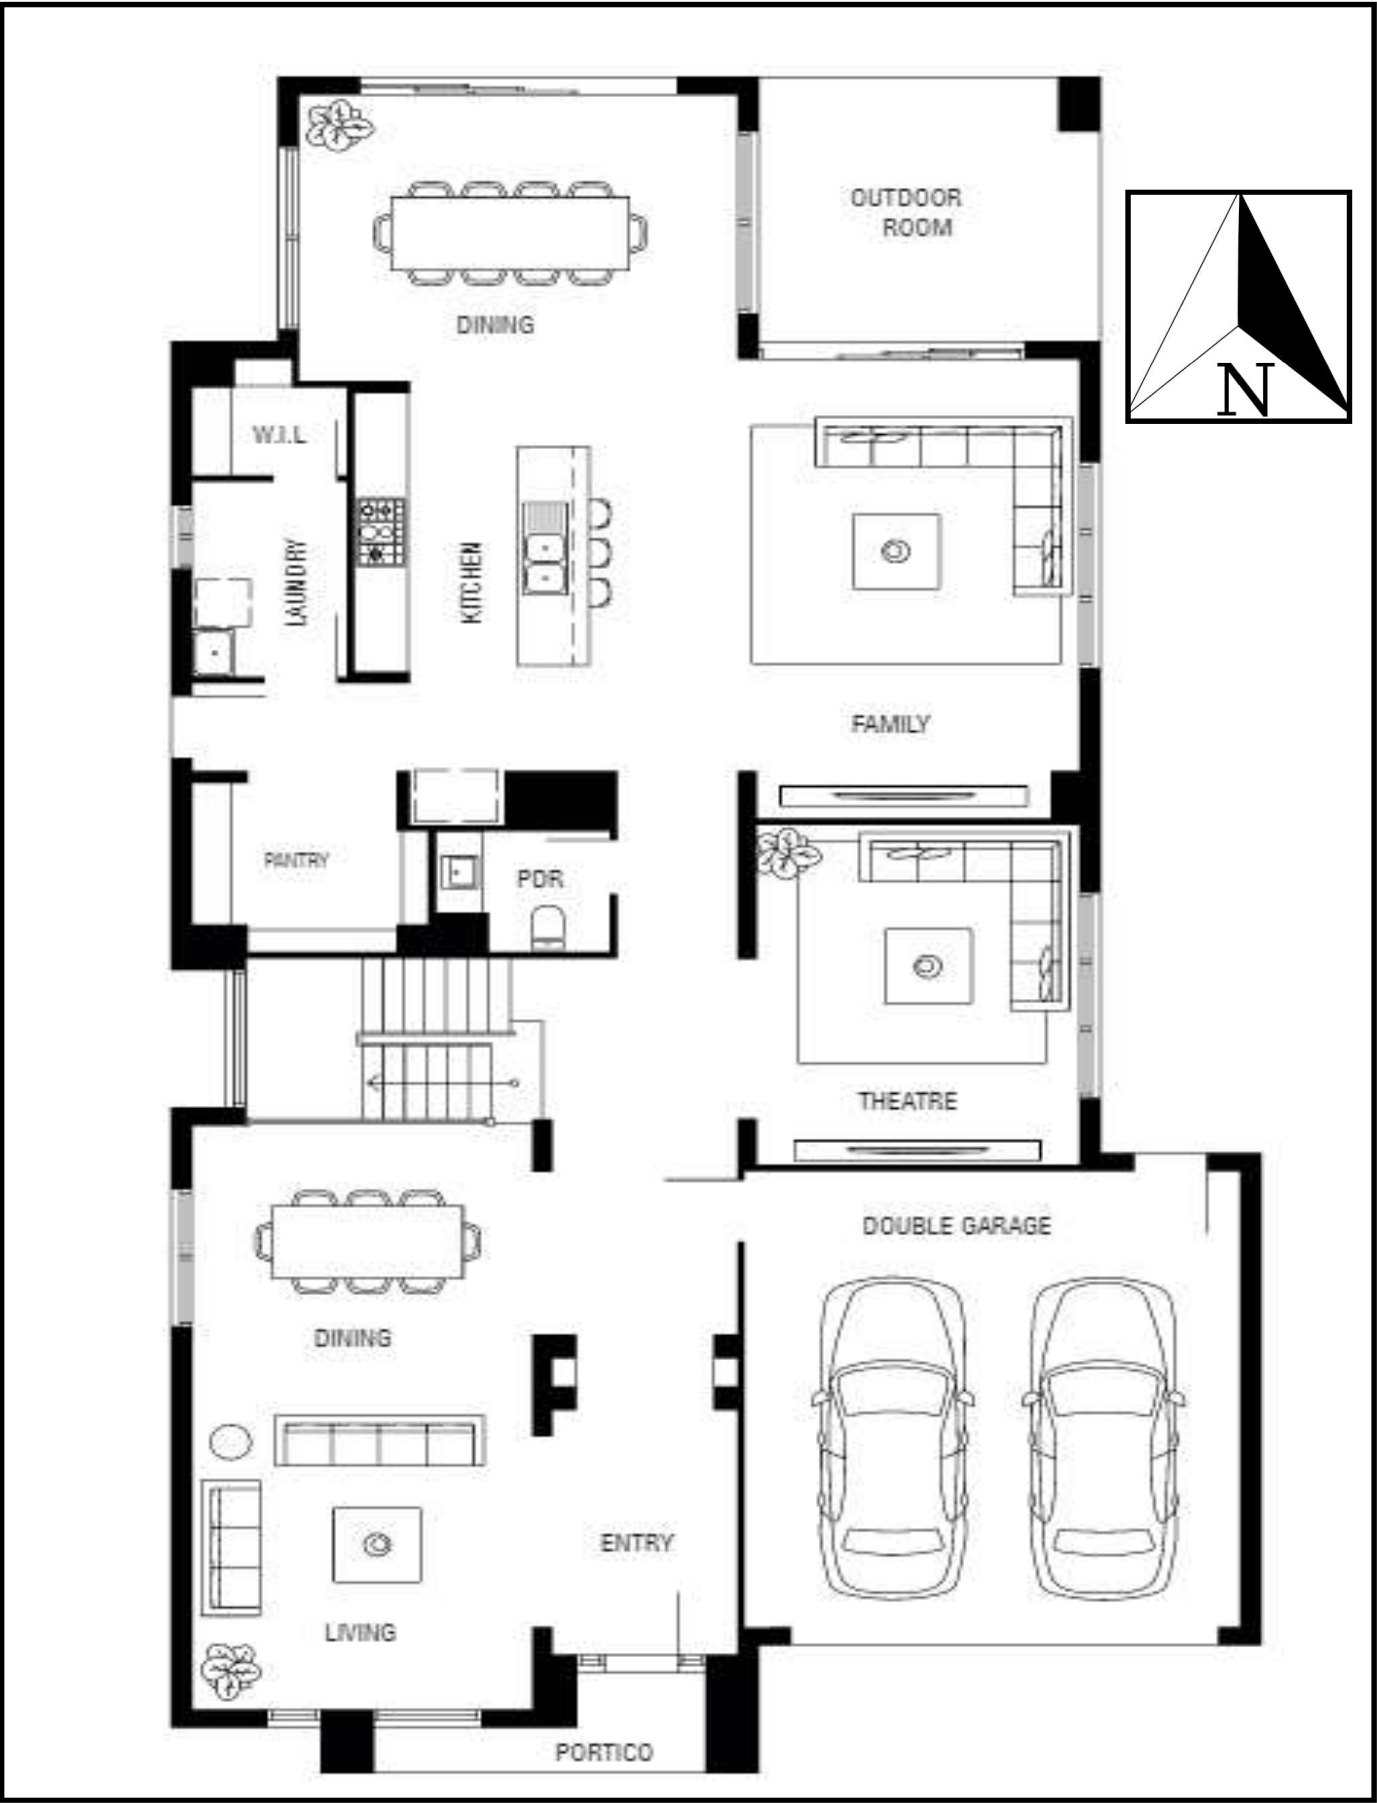 OUTDOOR
ROOM
N
DINING
W.I.L
LAUNDRY
KITCHEN
FAMILY
PANTRY
PDR
THEATRE
DOUBLE GARAGE
DINING
ENTRY
LIVING
PORTICO